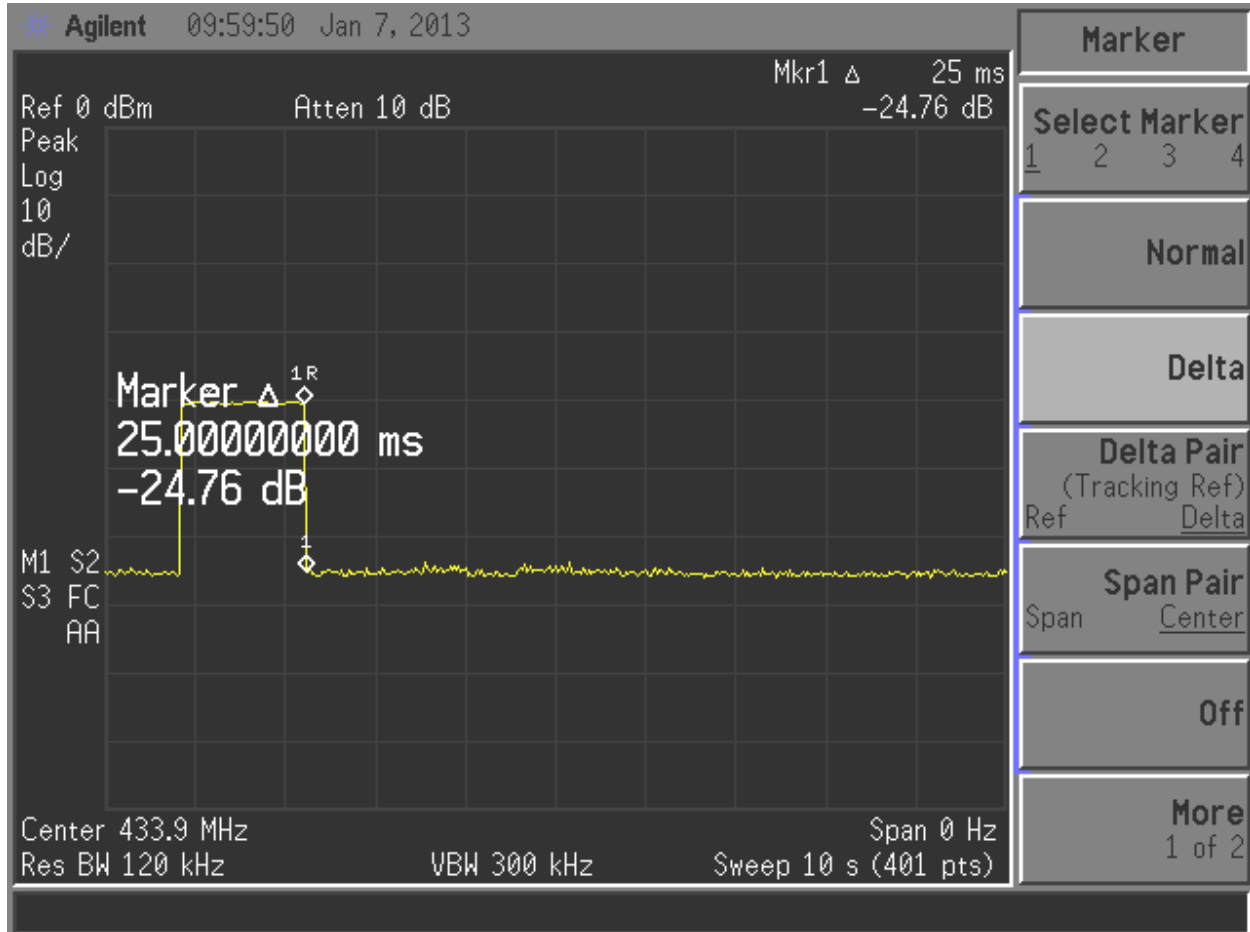 Agilent 09:59:50 Jan 7, 2013
Mkr1 Δ 25 ms
Ref 0 dBm Atten 10 dB -24.76 dB
Peak
Log
10
dB/
1R
Marker Δ
25.00000000 ms
-24.76 dB
1
M1 S2
S3 FC
AA
Center 433.9 MHz Span 0 Hz
Res BW 120 kHz VBW 300 kHz Sweep 10 s (401 pts)
Marker
Select Marker
1 2 3 4
Normal
Delta
Delta Pair
(Tracking Ref)
Ref Delta
Span Pair
Span Center
Off
More
1 of 2